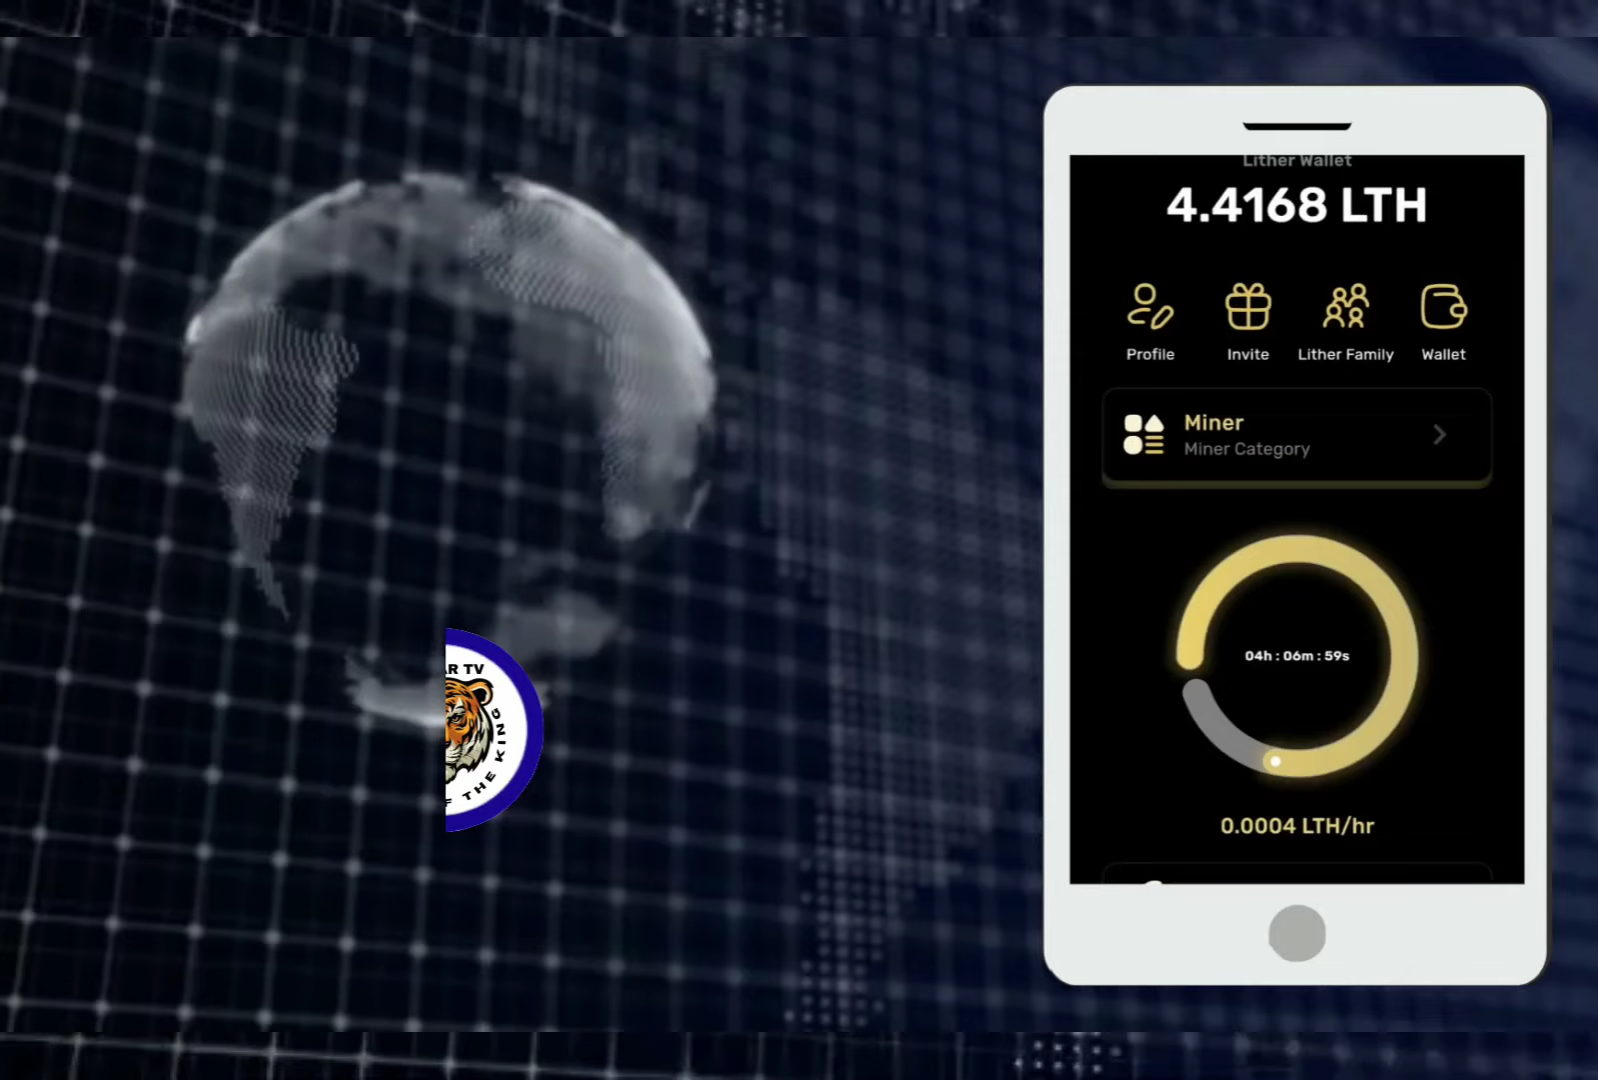 R TV
F THE KING
Lither Wallet
4.4168 LTH
Profile
Invite
Lither Family
Wallet
Miner
Miner Category
04h : 06m : 59s
0.0004 LTH/hr